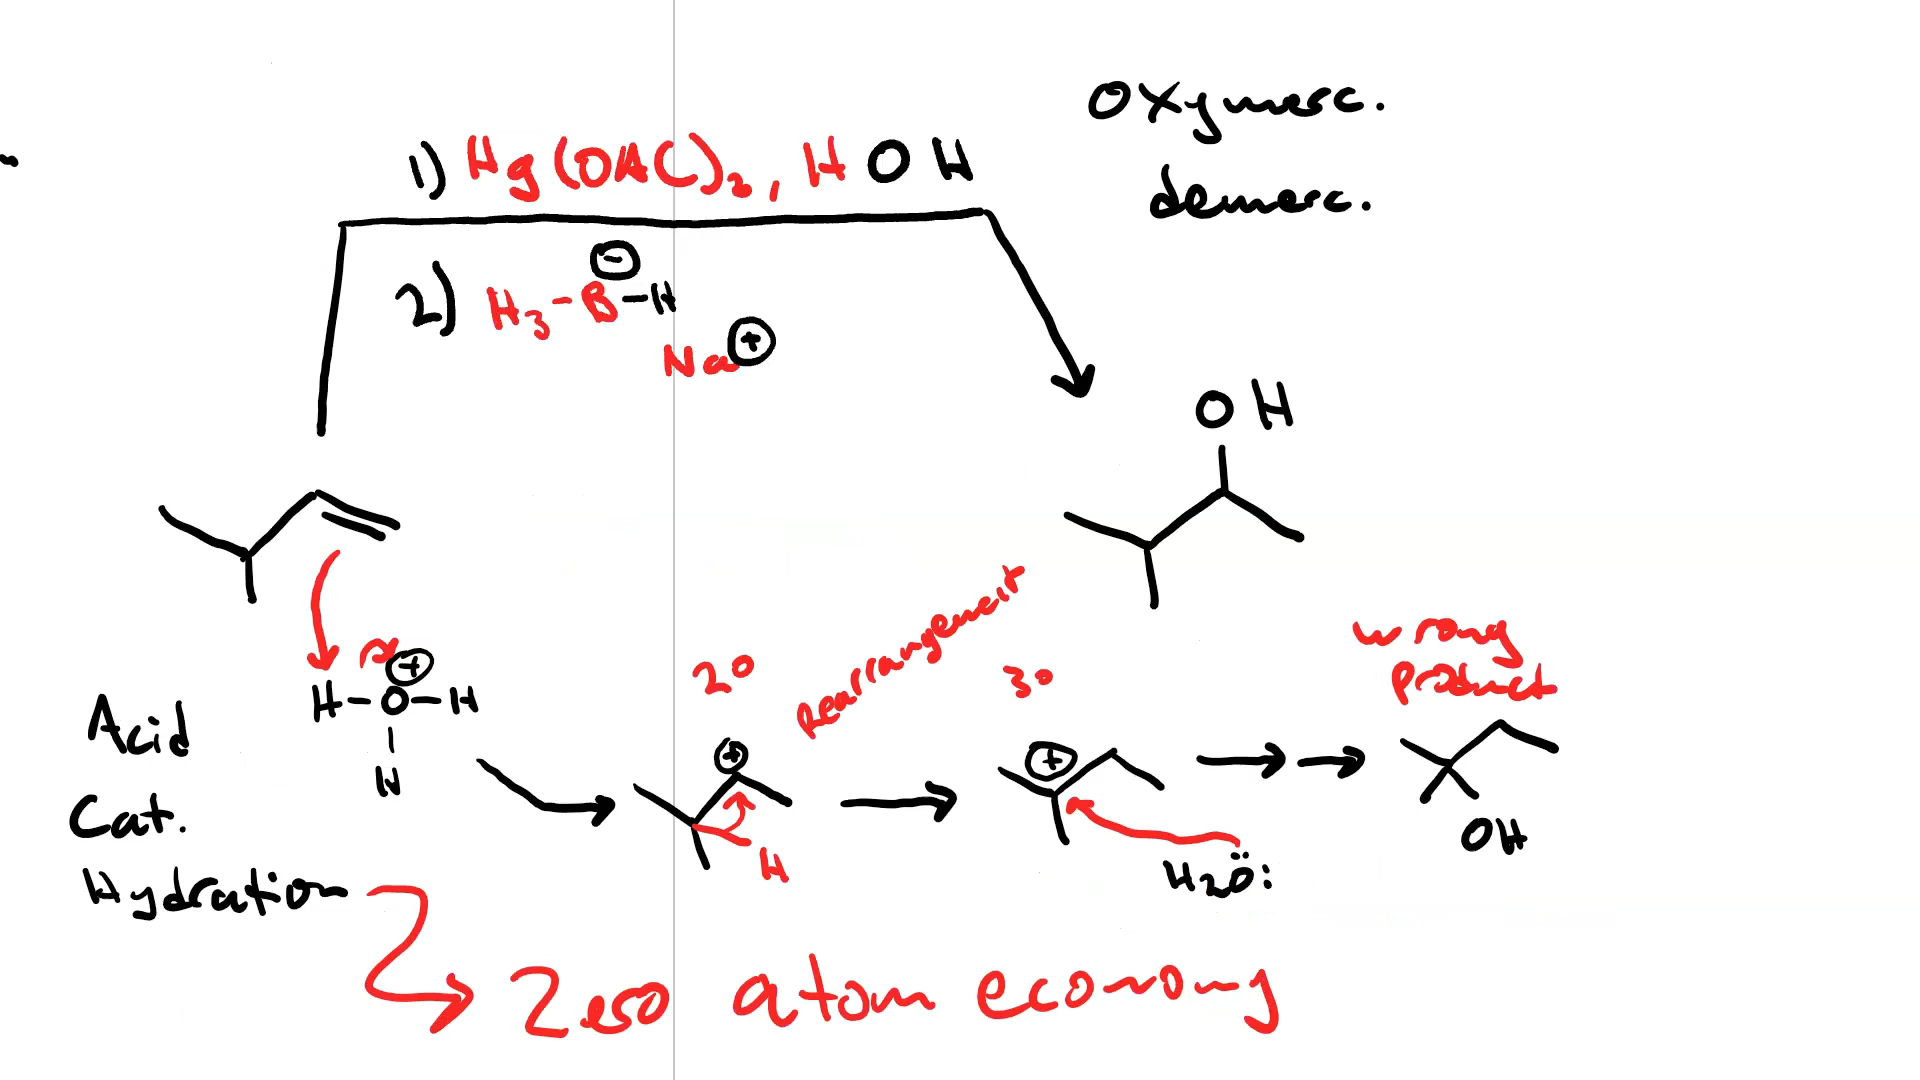 Oxymerc.
demerc.
1) Hg(OAC)2, HOH
2) H3-B-H
Na
OH
Rearrangement
wrong
product
2°
3°
H-O-H
H
Acid
Cat.
Hydration
H
H2O:
OH
Zero atom economy